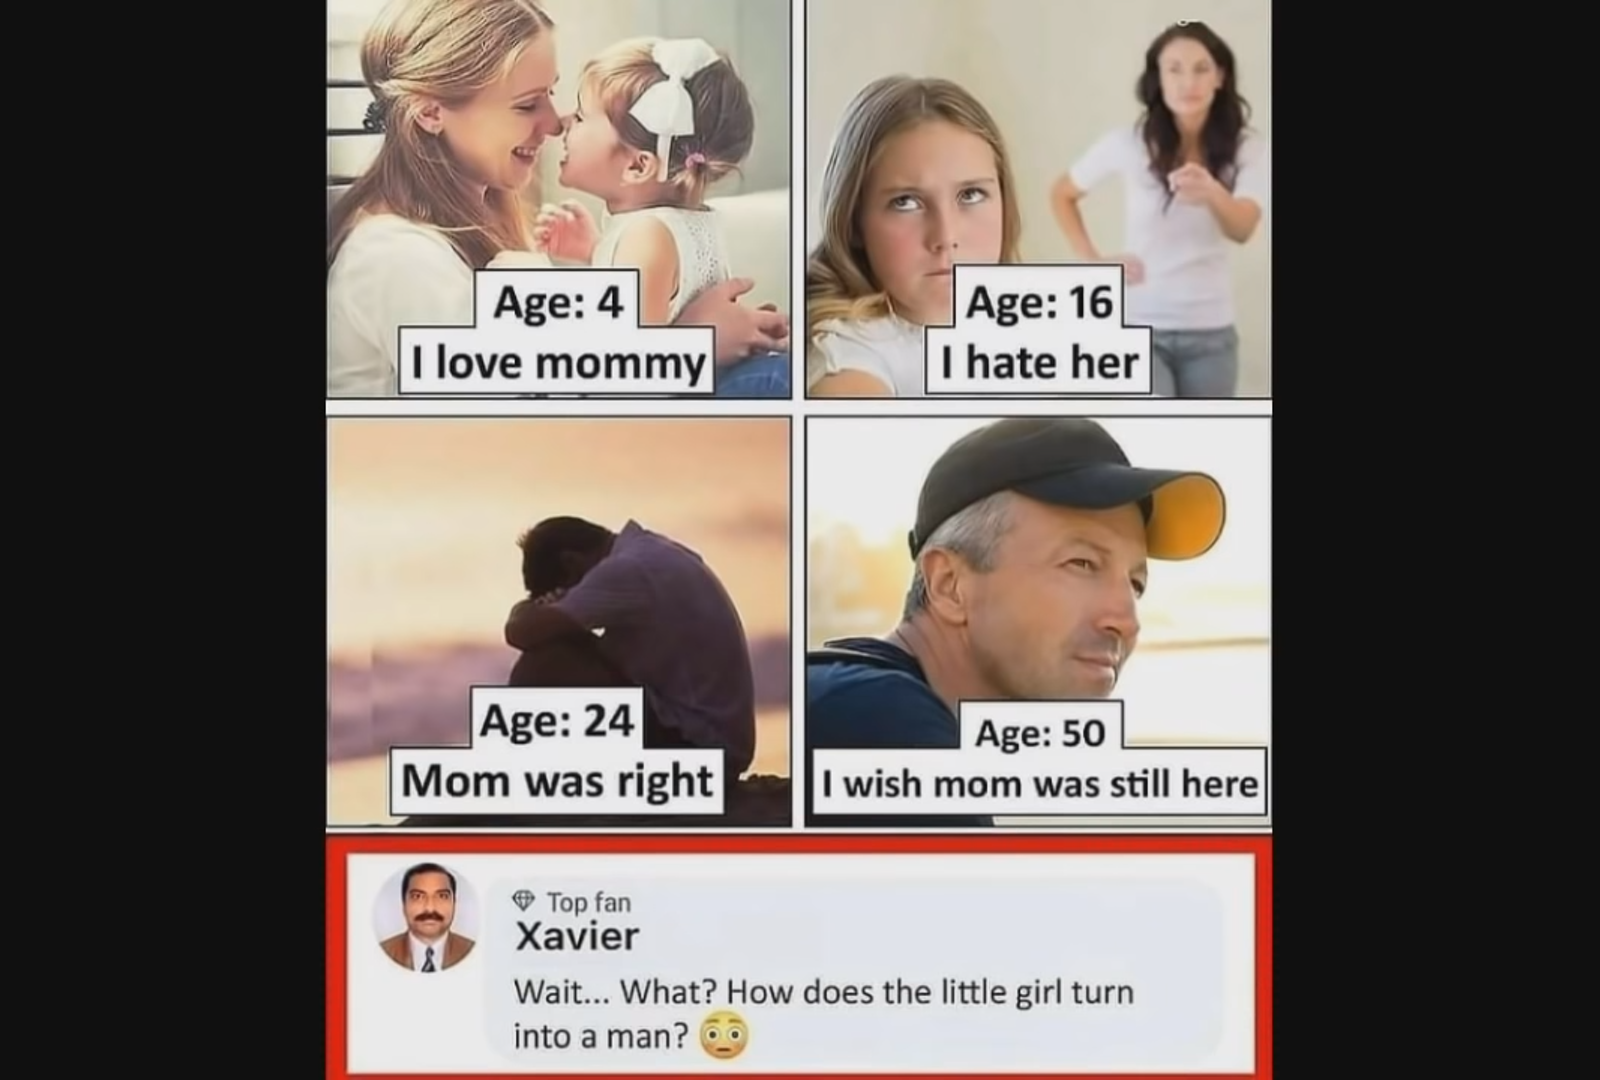 Age: 4
I love mommy
Age: 16
I hate her
Age: 24
Mom was right
Age: 50
I wish mom was still here
Top fan
Xavier
Wait... What? How does the little girl turn
into a man? 😳